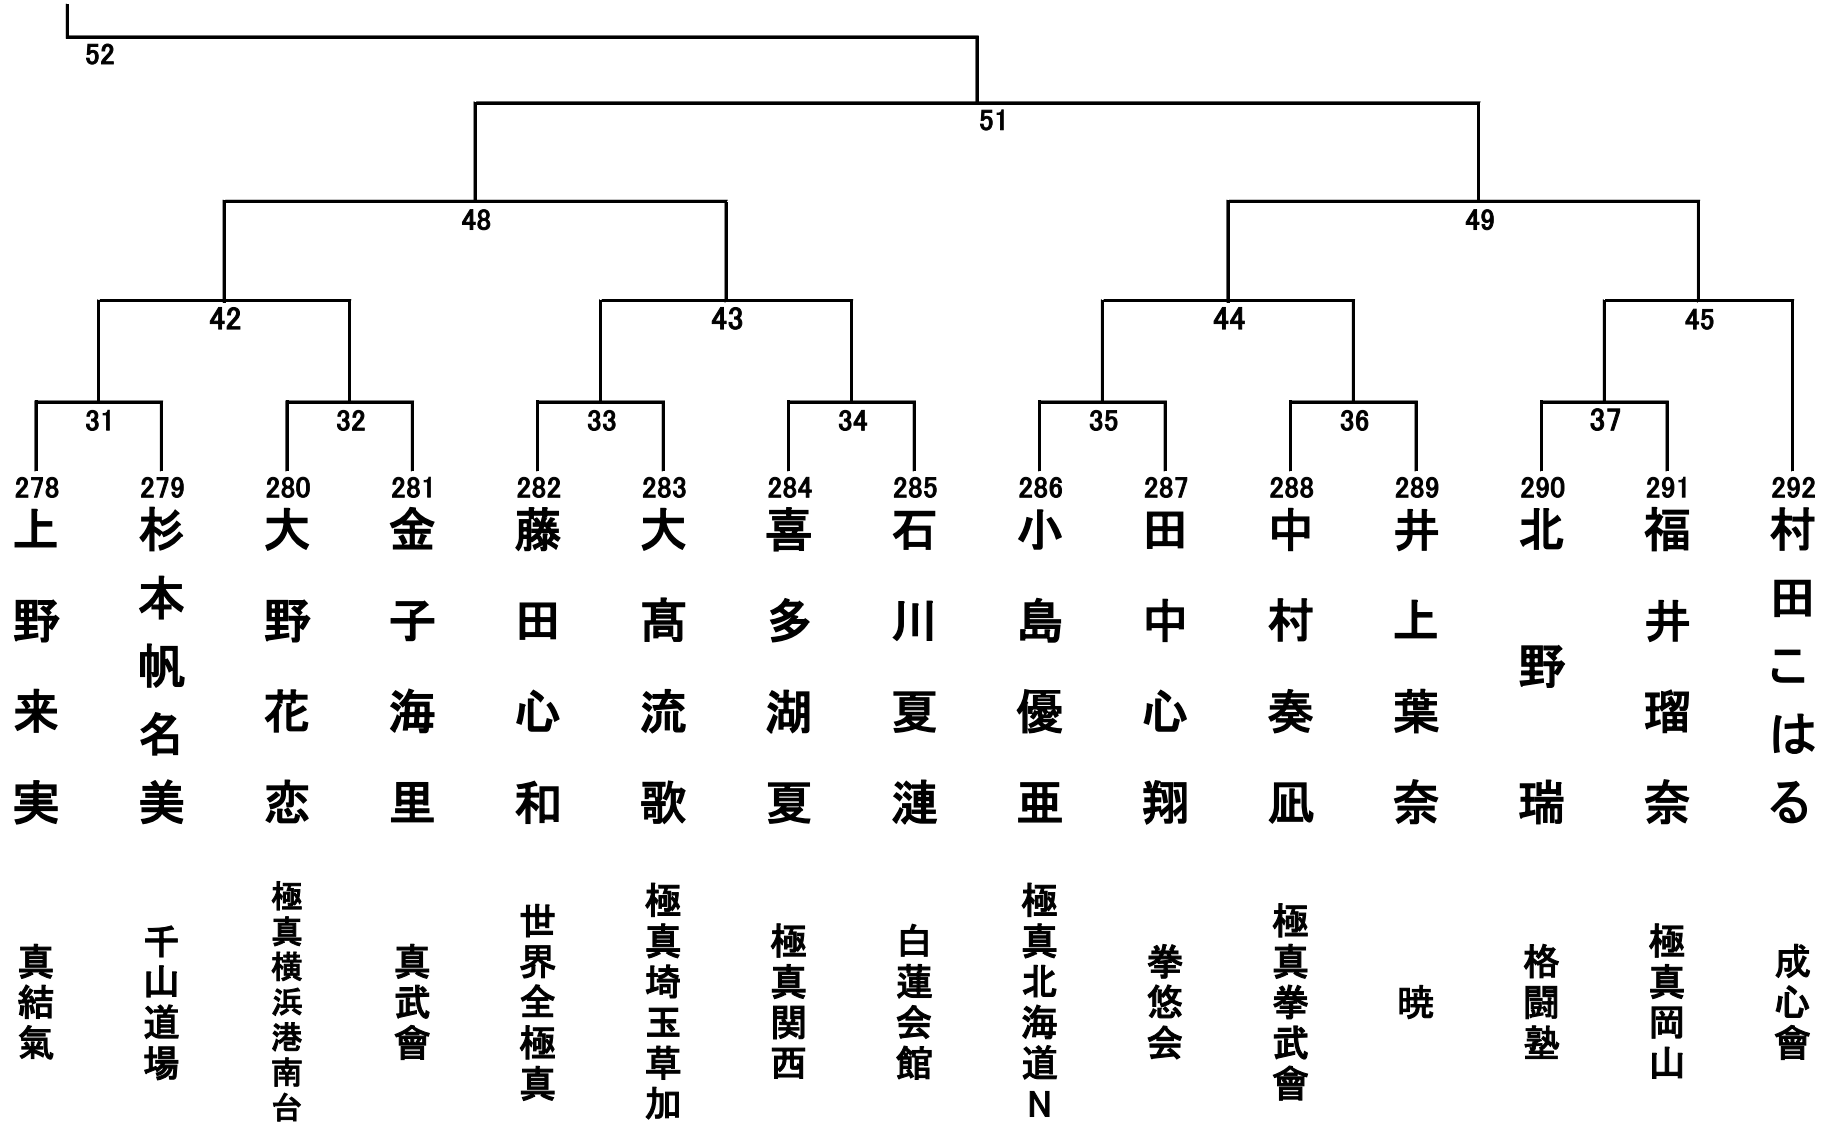 52
51
48
49
42
43
44
45
31
32
33
34
35
36
37
278
279
280
281
282
283
284
285
286
287
288
289
290
291
292
上野来実
杉本帆名美
大野花恋
金子海里
藤田心和
大髙流歌
喜多湖夏
石川夏漣
小島優亜
田中心翔
中村奏凪
井上葉奈
北野瑞
福井瑠奈
村田こはる
真結氣
千山道場
極真横浜港南台
真武會
世界全極真
極真埼玉草加
極真関西
白蓮会館
極真北海道N
拳悠会
極真拳武會
暁
格闘塾
極真岡山
成心會